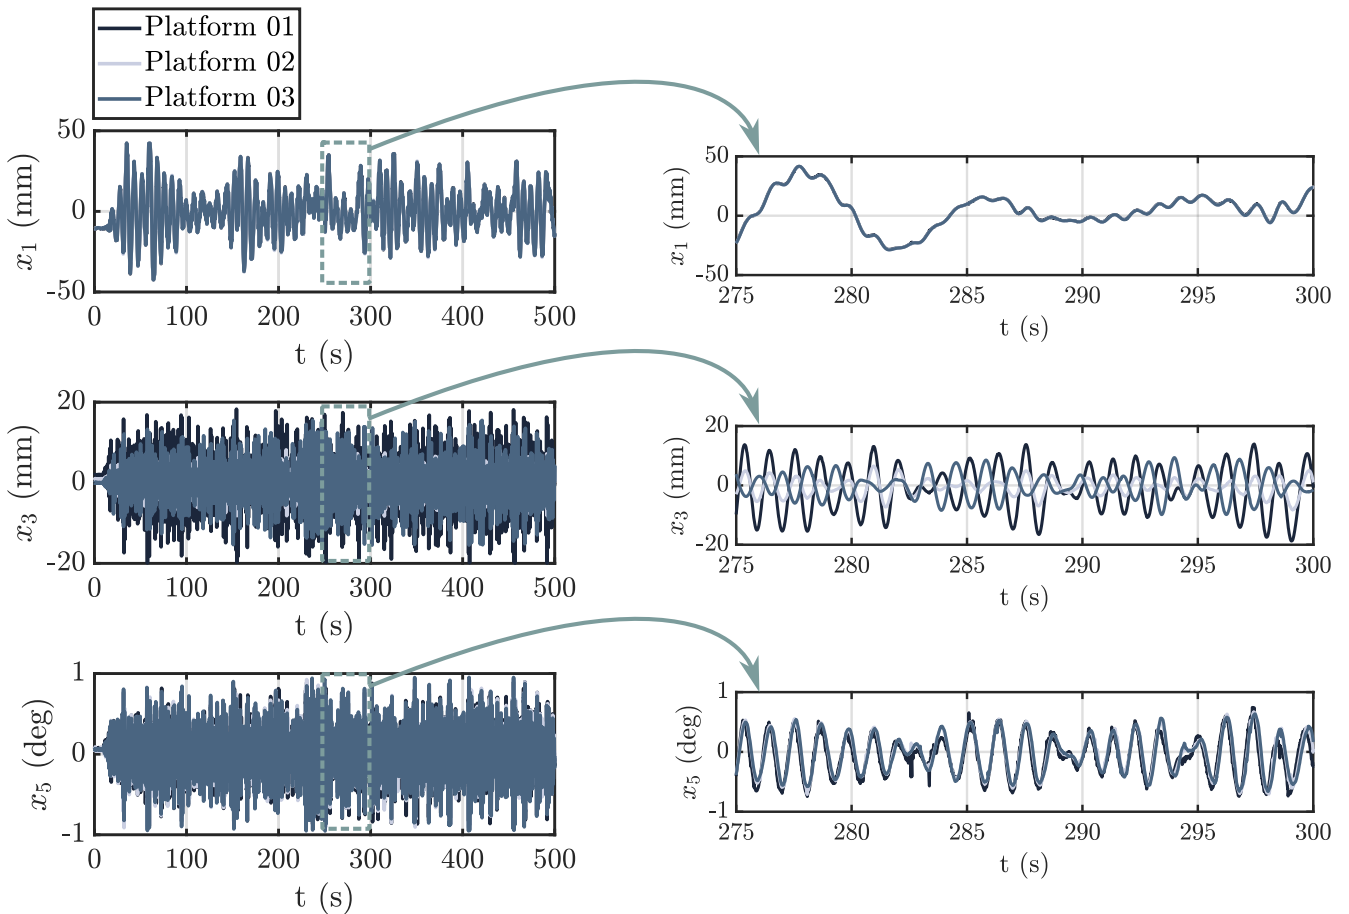 Platform 01
Platform 02
Platform 03
50
0
-50
x1 (mm)
0 100 200 300 400 500
t (s)
50
0
-50
x1 (mm)
275 280 285 290 295 300
t (s)
20
0
-20
x3 (mm)
0 100 200 300 400 500
t (s)
20
0
-20
x3 (mm)
275 280 285 290 295 300
t (s)
1
0
-1
x5 (deg)
0 100 200 300 400 500
t (s)
1
0
-1
x5 (deg)
275 280 285 290 295 300
t (s)